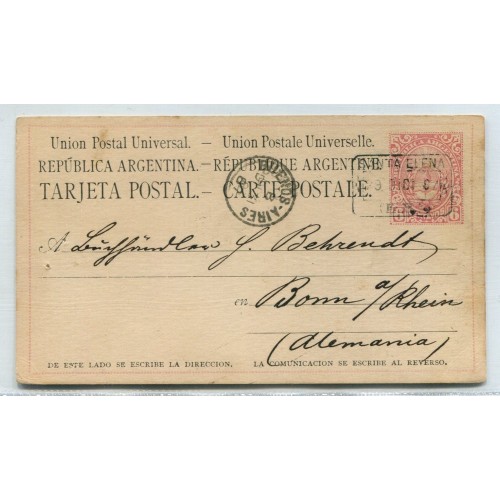 Union Postal Universal. — Union Postale Universelle.
REPÚBLICA ARGENTINA. — RÉPUBLIQUE ARGENTINE.
TARJETA POSTAL. — CARTE POSTALE.
BUENOS-AIRES
SANTA ELENA
A Buchhändler H. Behrendt
en Bonn a/Rhein
(Alemania)
DE ESTE LADO SE ESCRIBE LA DIRECCION. LA COMUNICACION SE ESCRIBE AL REVERSO.